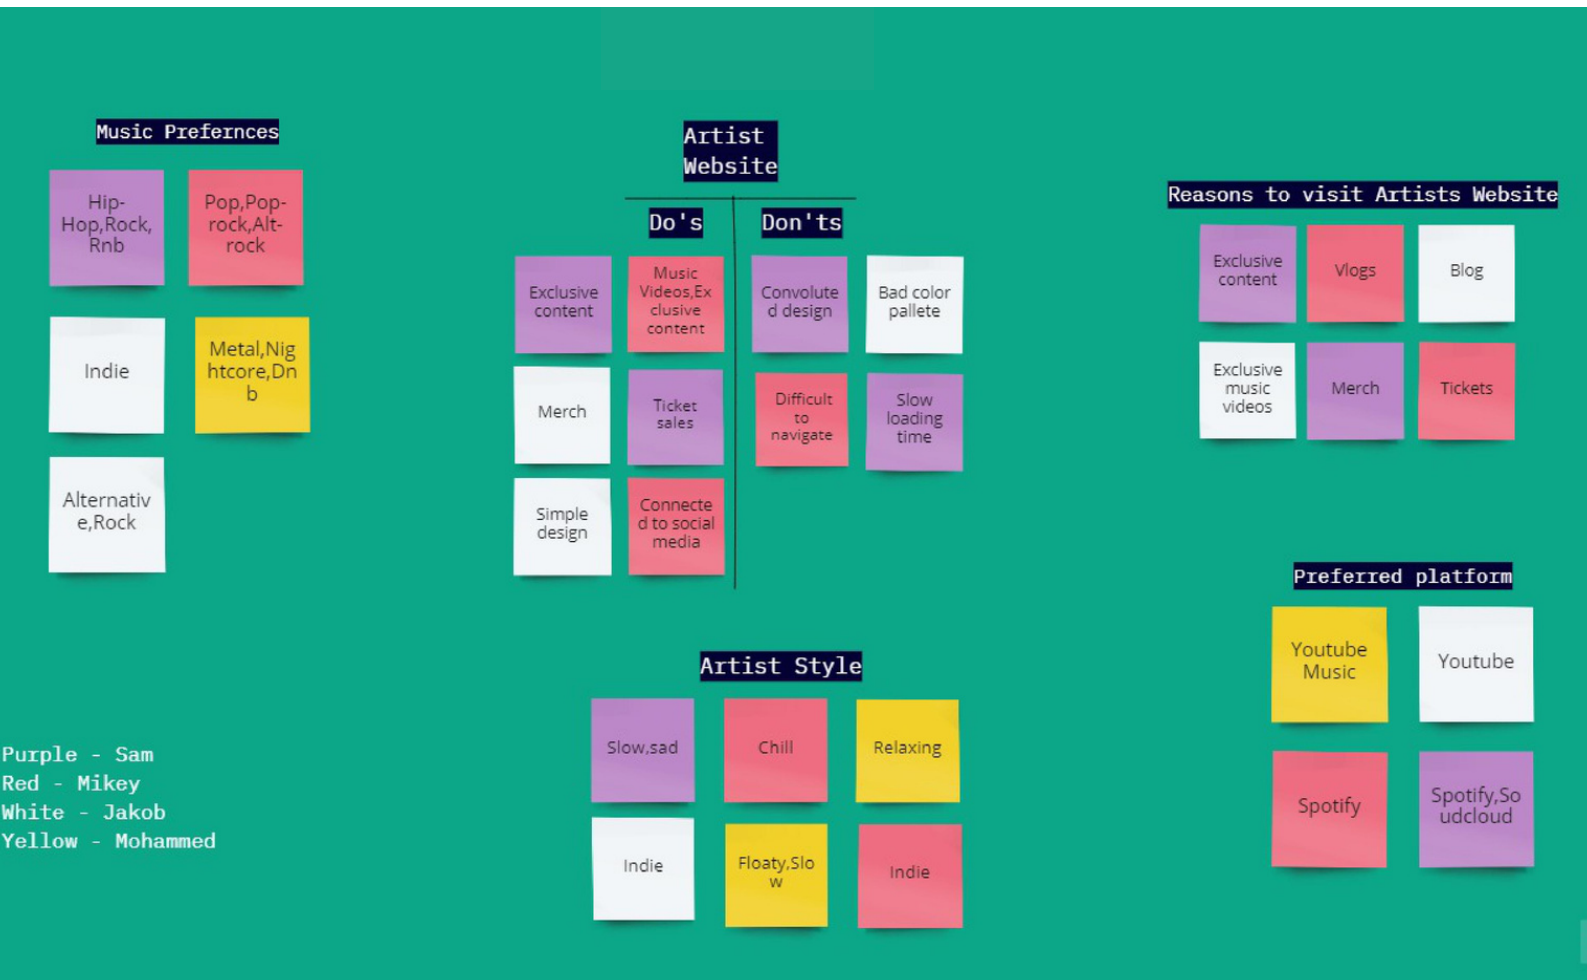 Music Prefernces
Hip-
Hop,Rock,
Rnb
Pop,Pop-
rock,Alt-
rock
Indie
Metal,Nig
htcore,Dn
b
Alternativ
e,Rock
Artist
Website
Do's
Don'ts
Exclusive
content
Music
Videos,Ex
clusive
content
Merch
Ticket
sales
Simple
design
Connecte
d to social
media
Convolute
d design
Bad color
pallete
Difficult
to
navigate
Slow
loading
time
Reasons to visit Artists Website
Exclusive
content
Vlogs
Blog
Exclusive
music
videos
Merch
Tickets
Preferred platform
Youtube
Music
Youtube
Spotify
Spotify,So
udcloud
Artist Style
Slow,sad
Chill
Relaxing
Indie
Floaty,Slo
w
Indie
Purple - Sam
Red - Mikey
White - Jakob
Yellow - Mohammed